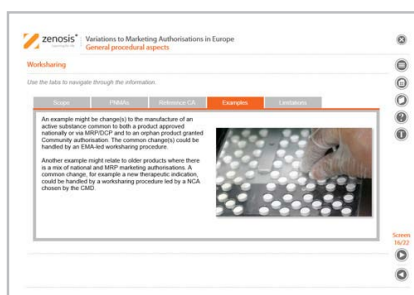 zenosis
Variations to Marketing Authorisations in Europe
General procedural aspects
Worksharing
Use the tabs to navigate through the information.
Scope PMMAs Reference CA Examples Limitations
An example might be change(s) to the manufacture of an
active substance common to both a product approved
nationally or via MRP/DCP and to an orphan product granted
Community authorisation. The common change(s) could be
handled by an EMA-led worksharing procedure.
Another example might relate to older products where there
is a mix of national and MRP marketing authorisations. A
common change, for example a new therapeutic indication,
could be handled by a worksharing procedure led by a NCA
chosen by the CMD.
Screen
16/22